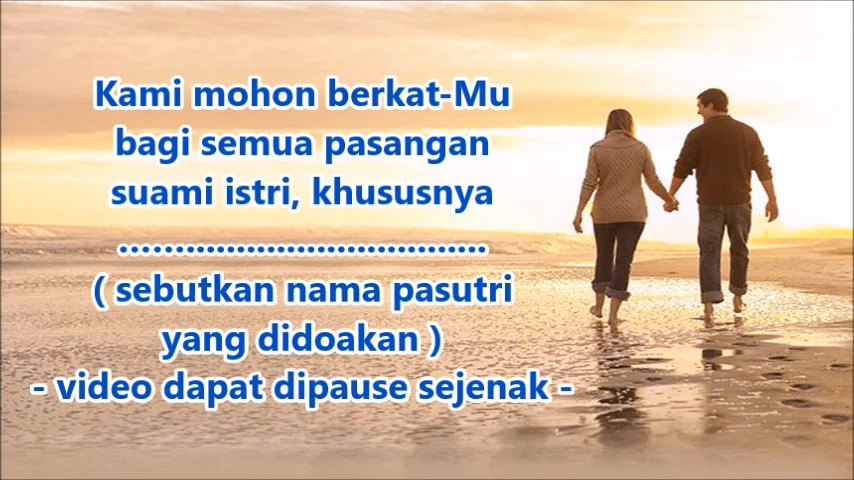 Kami mohon berkat-Mu
bagi semua pasangan
suami istri, khususnya
.....................................
( sebutkan nama pasutri
yang didoakan )
- video dapat dipause sejenak -